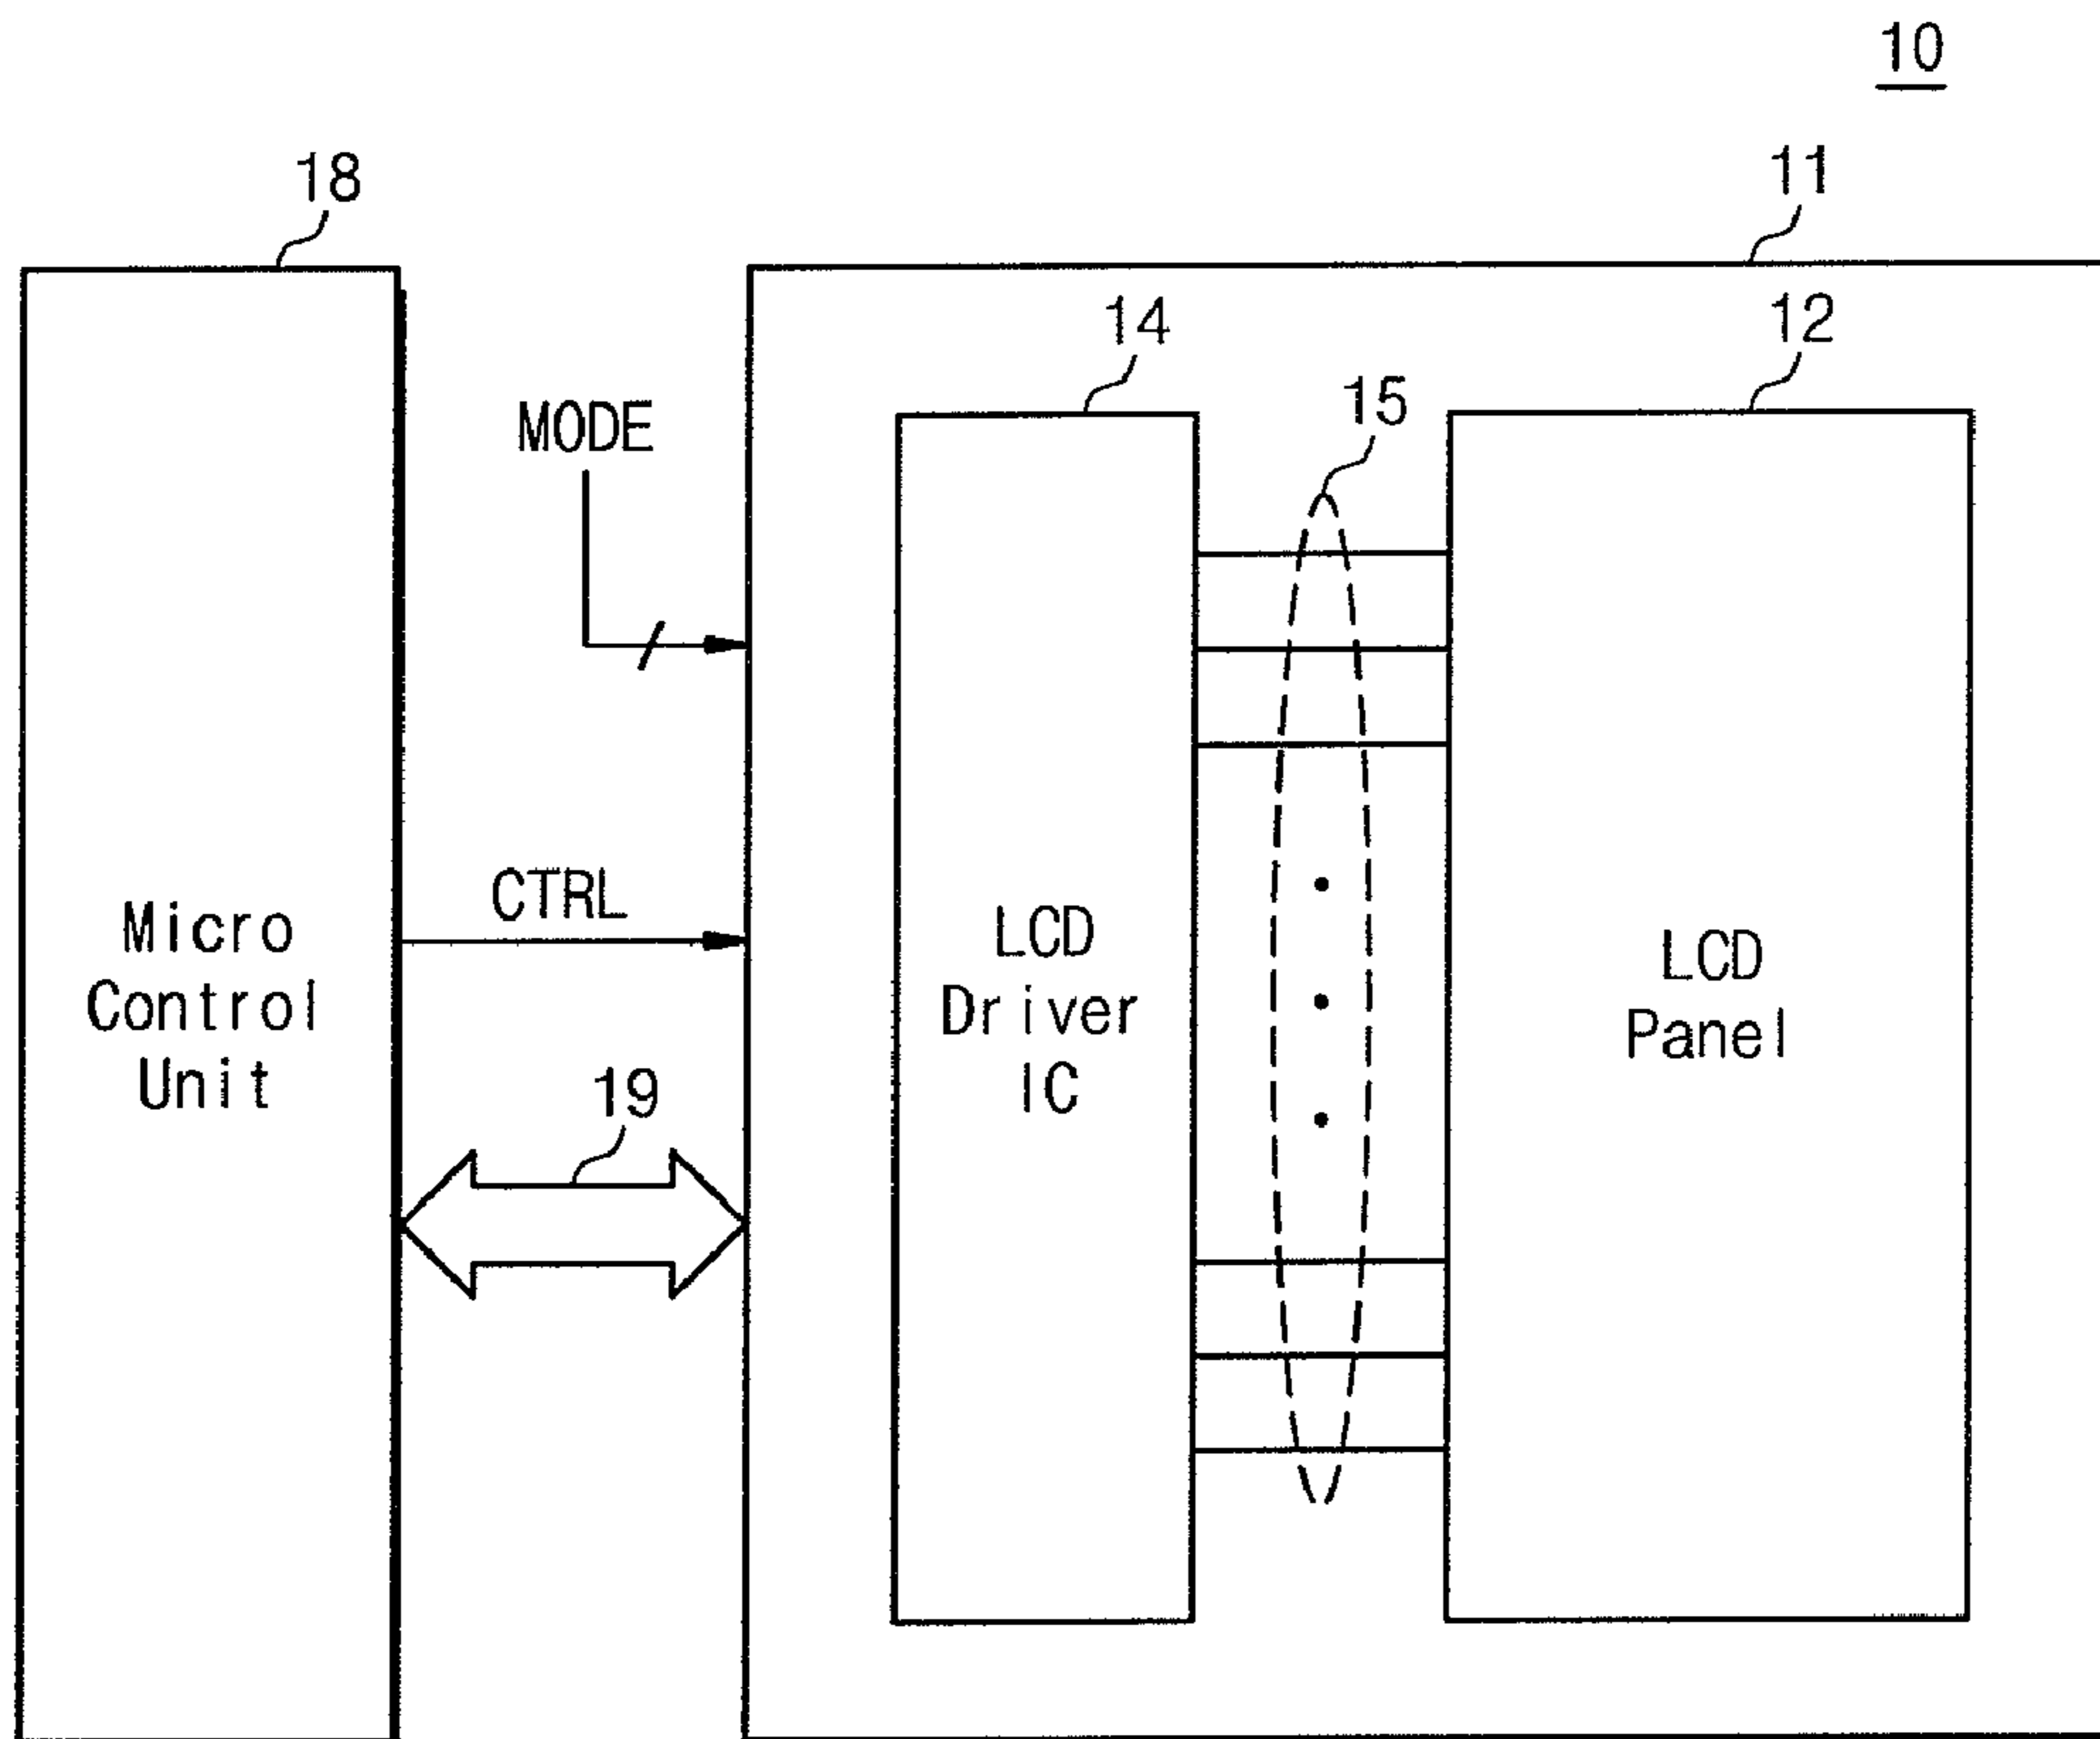 10
18
11
14
12
15
MODE
CTRL
Micro
Control
Unit
19
LCD
Driver
IC
LCD
Panel